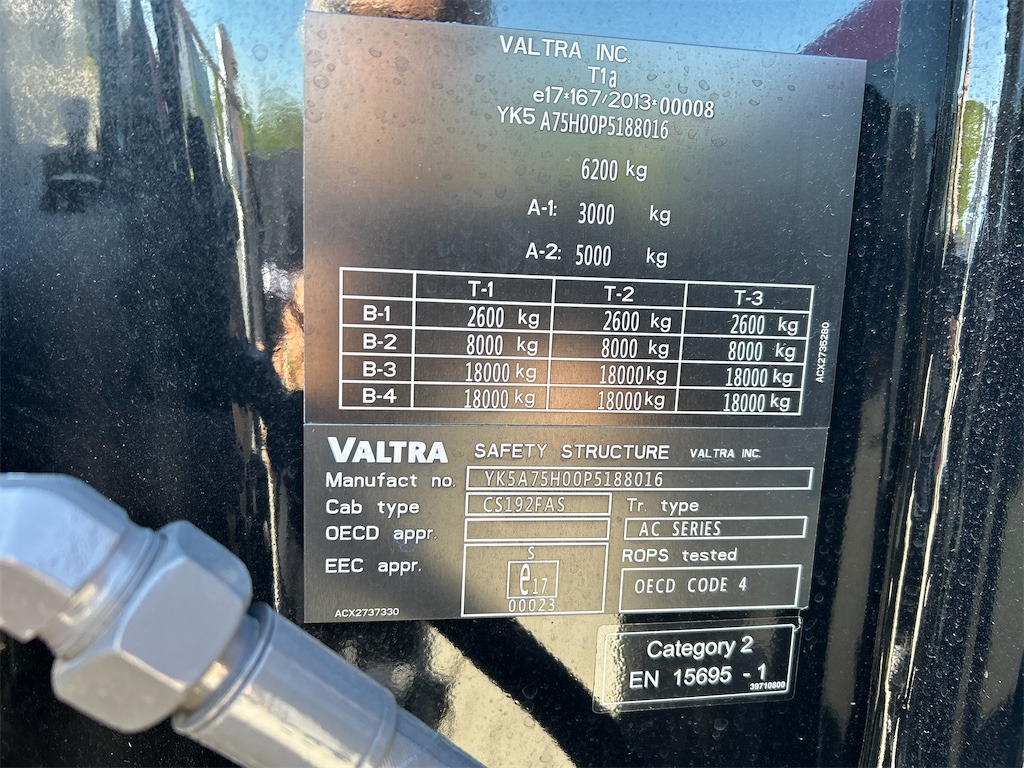 VALTRA INC.
T1a
e17*167/2013*00008
YK5 A75H00P5188016
6200 kg
A-1: 3000 kg
A-2: 5000 kg
T-1 T-2 T-3
B-1 2600 kg 2600 kg 2600 kg
B-2 8000 kg 8000 kg 8000 kg
B-3 18000 kg 18000 kg 18000 kg
B-4 18000 kg 18000 kg 18000 kg
ACX2735280
VALTRA SAFETY STRUCTURE VALTRA INC.
Manufact no. YK5A75H00P5188016
Cab type CS192FAS Tr. type
OECD appr. AC SERIES
EEC appr. S ROPS tested
e17 OECD CODE 4
00023
ACX2737330
Category 2
EN 15695 - 1
39710800